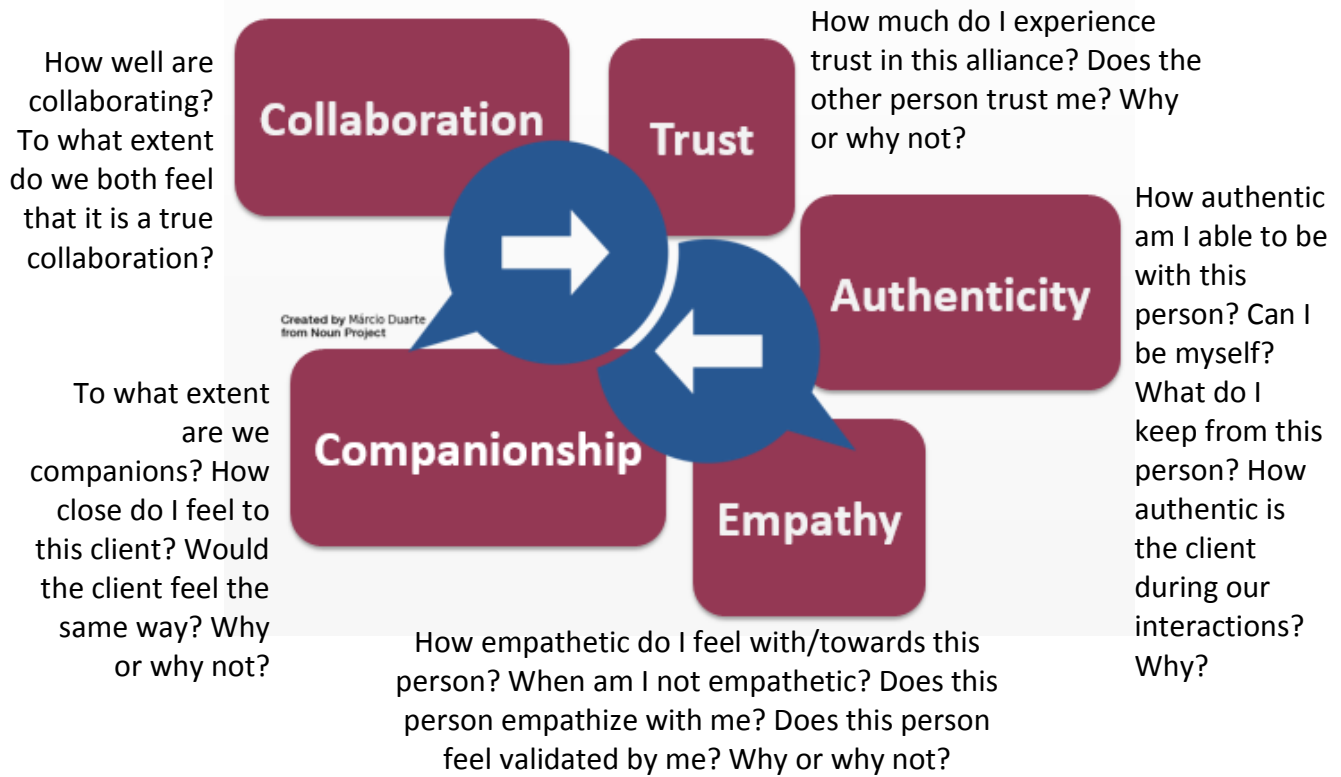 How well are
collaborating?
To what extent
do we both feel
that it is a true
collaboration?
Collaboration
Trust
How much do I experience
trust in this alliance? Does the
other person trust me? Why
or why not?
Authenticity
How authentic
am I able to be
with this
person? Can I
be myself?
What do I
keep from this
person? How
authentic is
the client
during our
interactions?
Why?
Created by Márcio Duarte
from Noun Project
To what extent
are we
companions? How
close do I feel to
this client? Would
the client feel the
same way? Why
or why not?
Companionship
Empathy
How empathetic do I feel with/towards this
person? When am I not empathetic? Does this
person empathize with me? Does this person
feel validated by me? Why or why not?